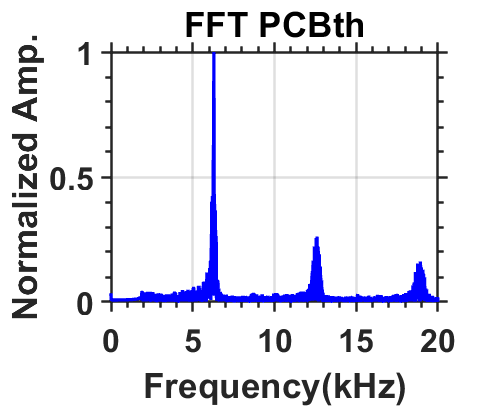 FFT PCBth
Normalized Amp.
1
0.5
0
0 5 10 15 20
Frequency(kHz)